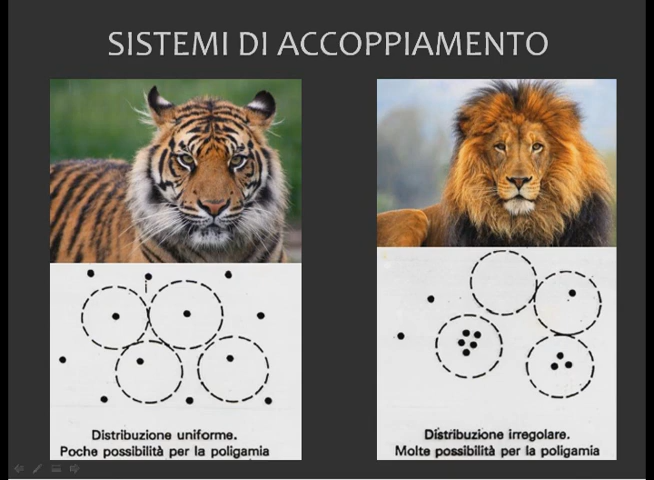 SISTEMI DI ACCOPPIAMENTO
Distribuzione uniforme.
Poche possibilità per la poligamia
Distribuzione irregolare.
Molte possibilità per la poligamia